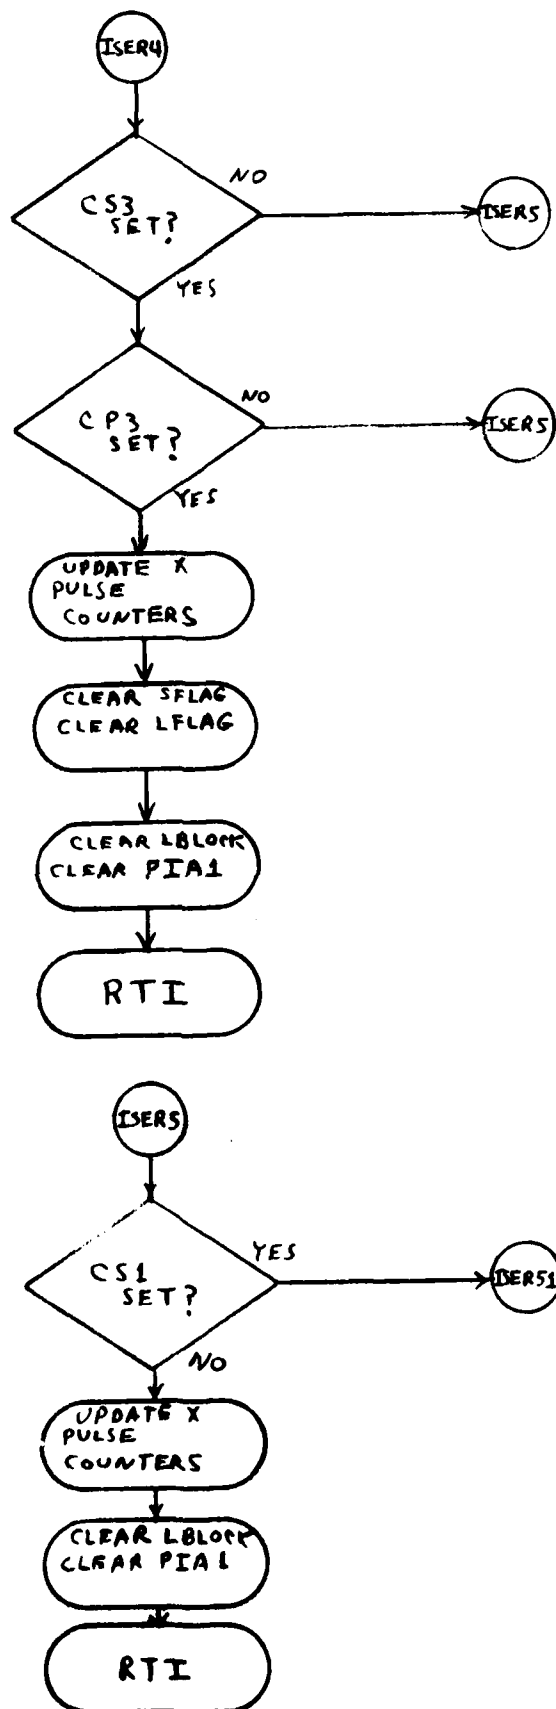 ISER4
CS3
SET?
NO
ISER5
YES
CP3
SET?
NO
ISER5
YES
UPDATE X
PULSE
COUNTERS
CLEAR SFLAG
CLEAR LFLAG
CLEAR LBLOCK
CLEAR PIA1
RTI
ISER5
CS1
SET?
YES
ISER51
NO
UPDATE X
PULSE
COUNTERS
CLEAR LBLOCK
CLEAR PIA1
RTI